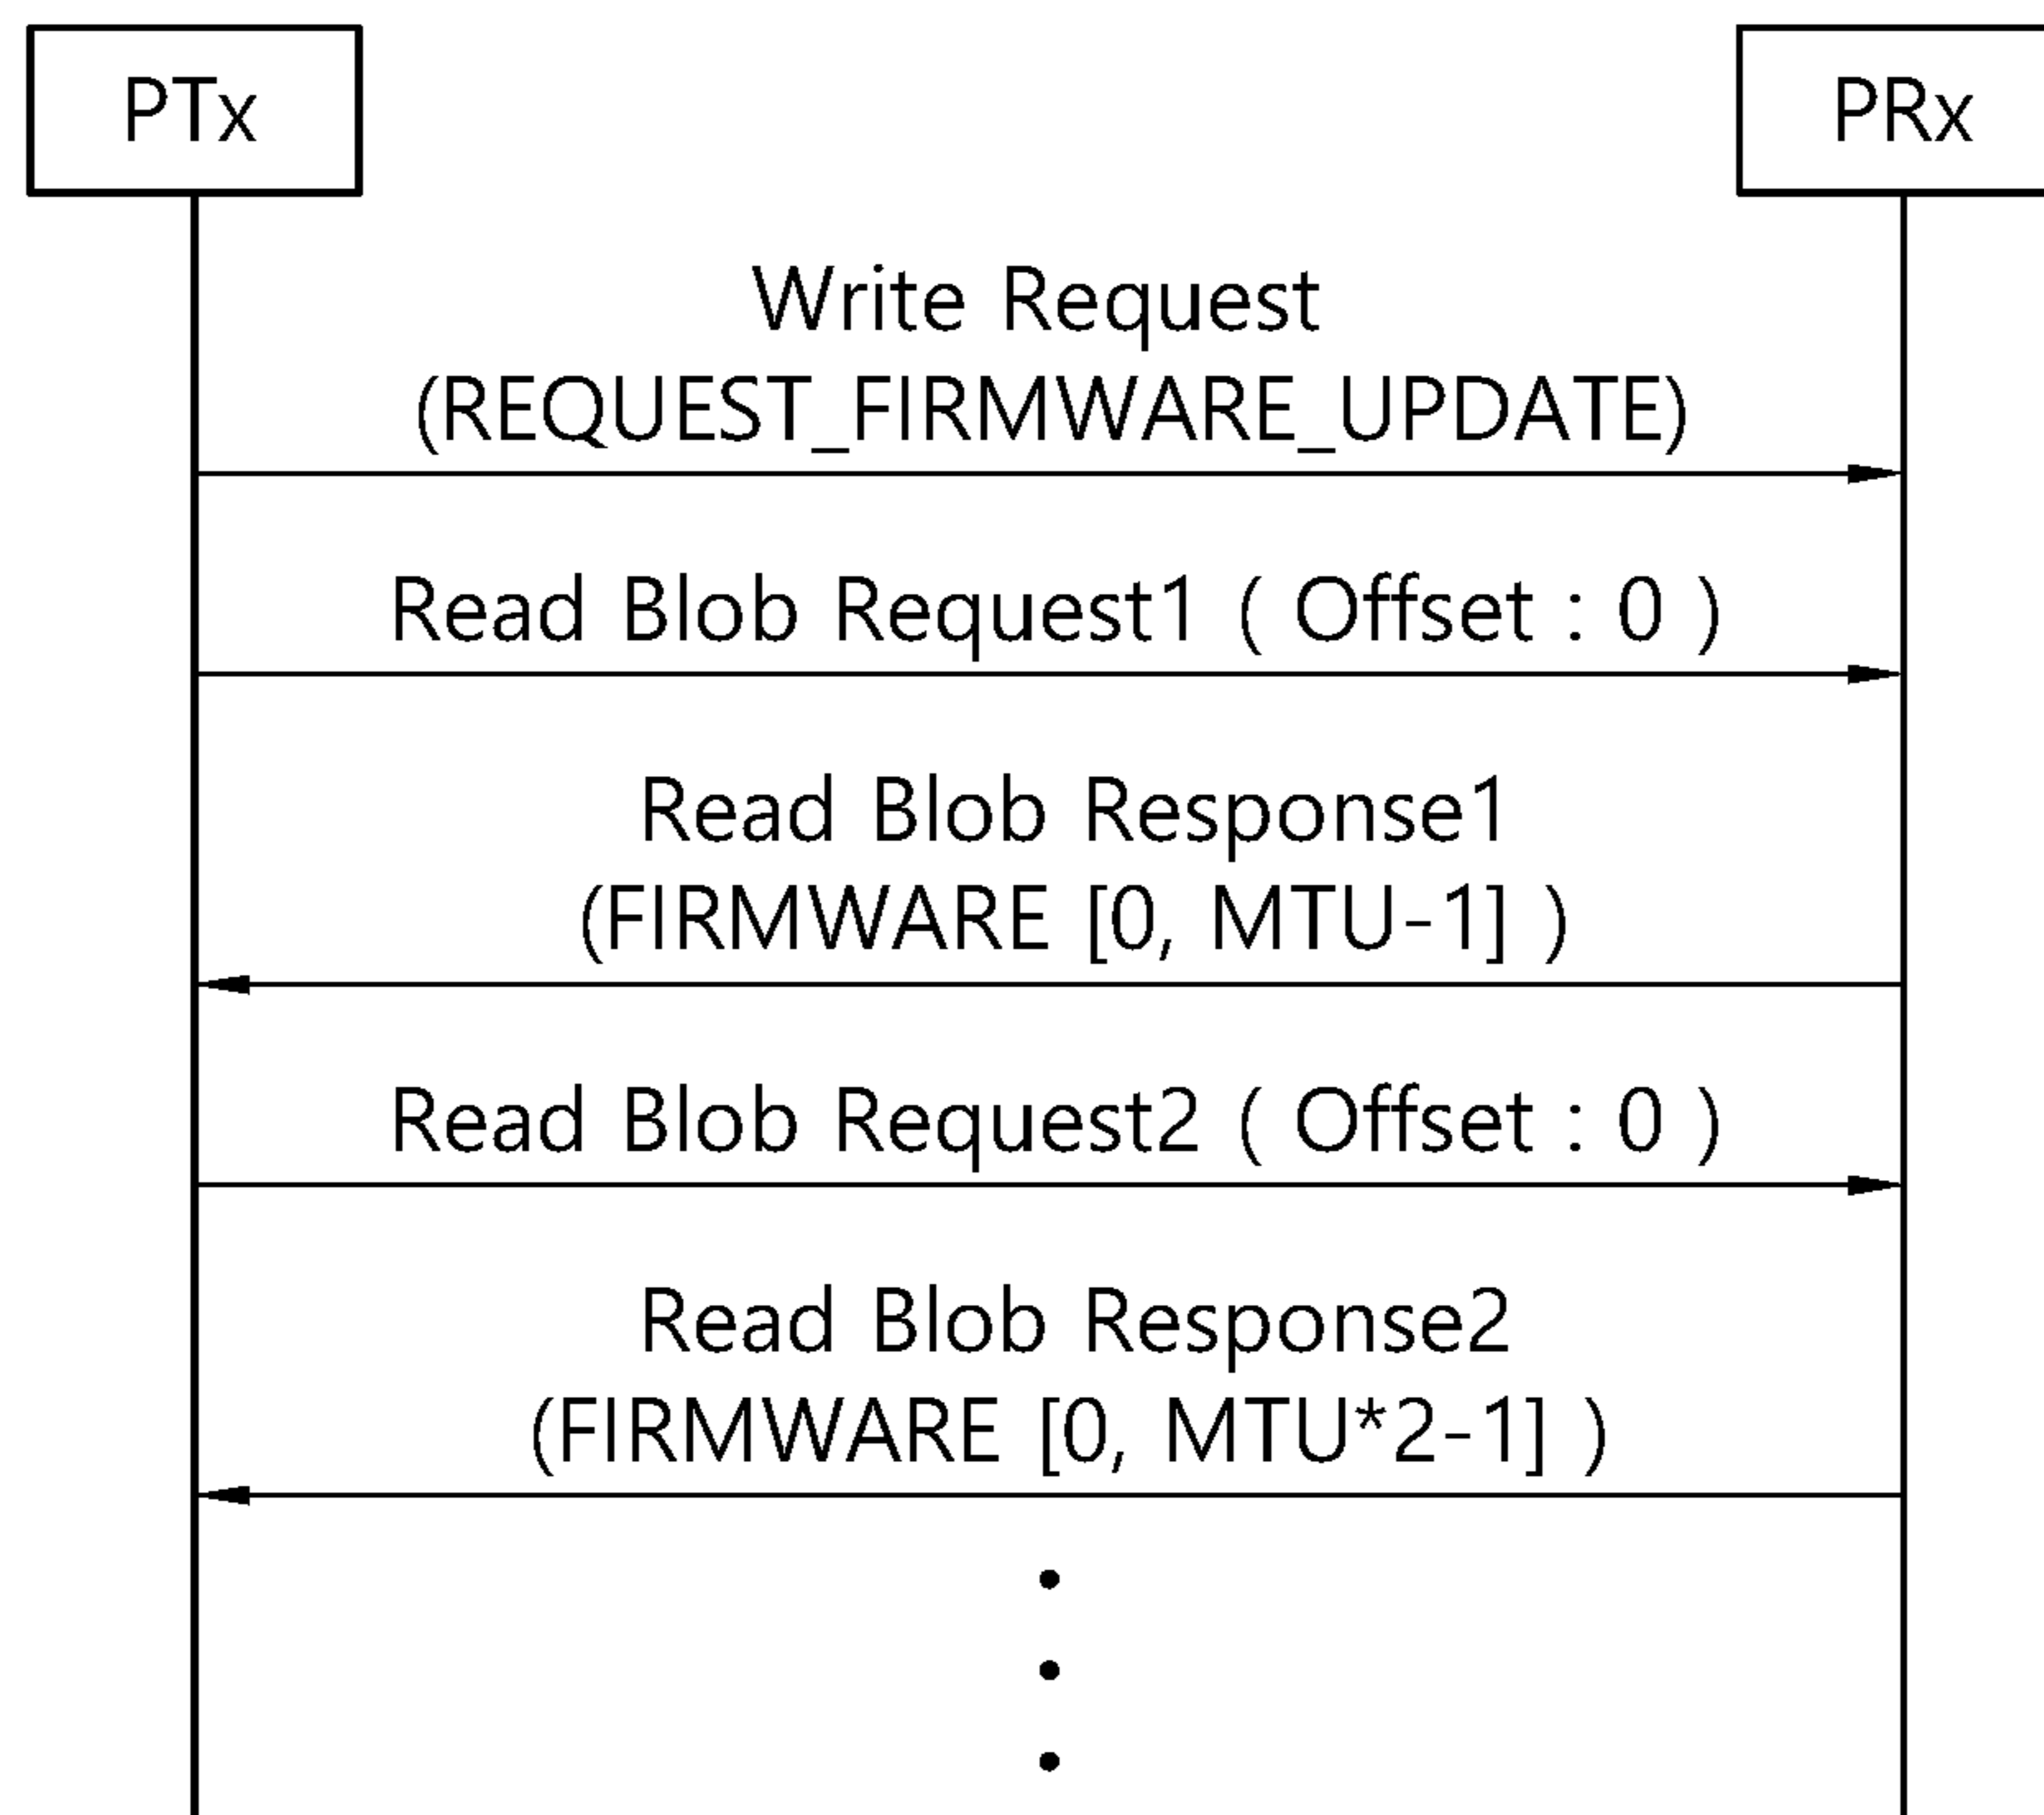 PTx
PRx
Write Request
(REQUEST_FIRMWARE_UPDATE)
Read Blob Request1 ( Offset : 0 )
Read Blob Response1
(FIRMWARE [0, MTU-1] )
Read Blob Request2 ( Offset : 0 )
Read Blob Response2
(FIRMWARE [0, MTU*2-1] )